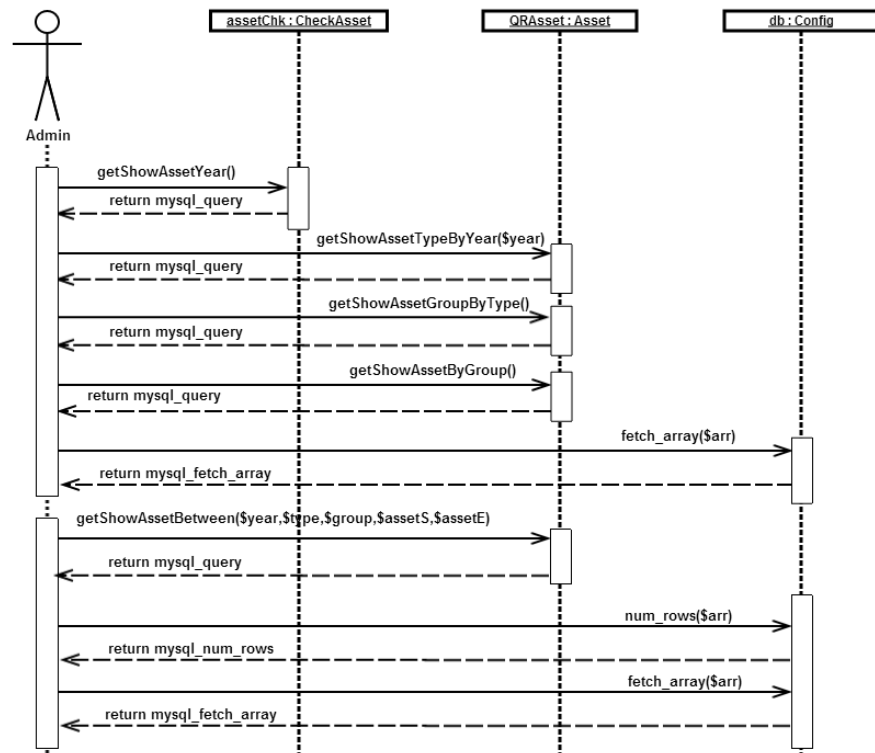 assetChk : CheckAsset
QRAsset : Asset
db : Config
Admin
getShowAssetYear()
return mysql_query
getShowAssetTypeByYear($year)
return mysql_query
getShowAssetGroupByType()
return mysql_query
getShowAssetByGroup()
return mysql_query
fetch_array($arr)
return mysql_fetch_array
getShowAssetBetween($year,$type,$group,$assetS,$assetE)
return mysql_query
num_rows($arr)
return mysql_num_rows
fetch_array($arr)
return mysql_fetch_array